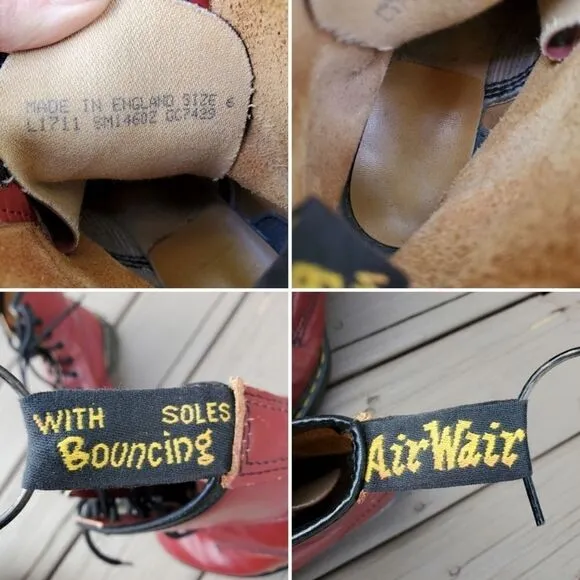 MADE IN ENGLAND SIZE 6
L1711 SM14602 GC7429
WITH SOLES
Bouncing
AirWair